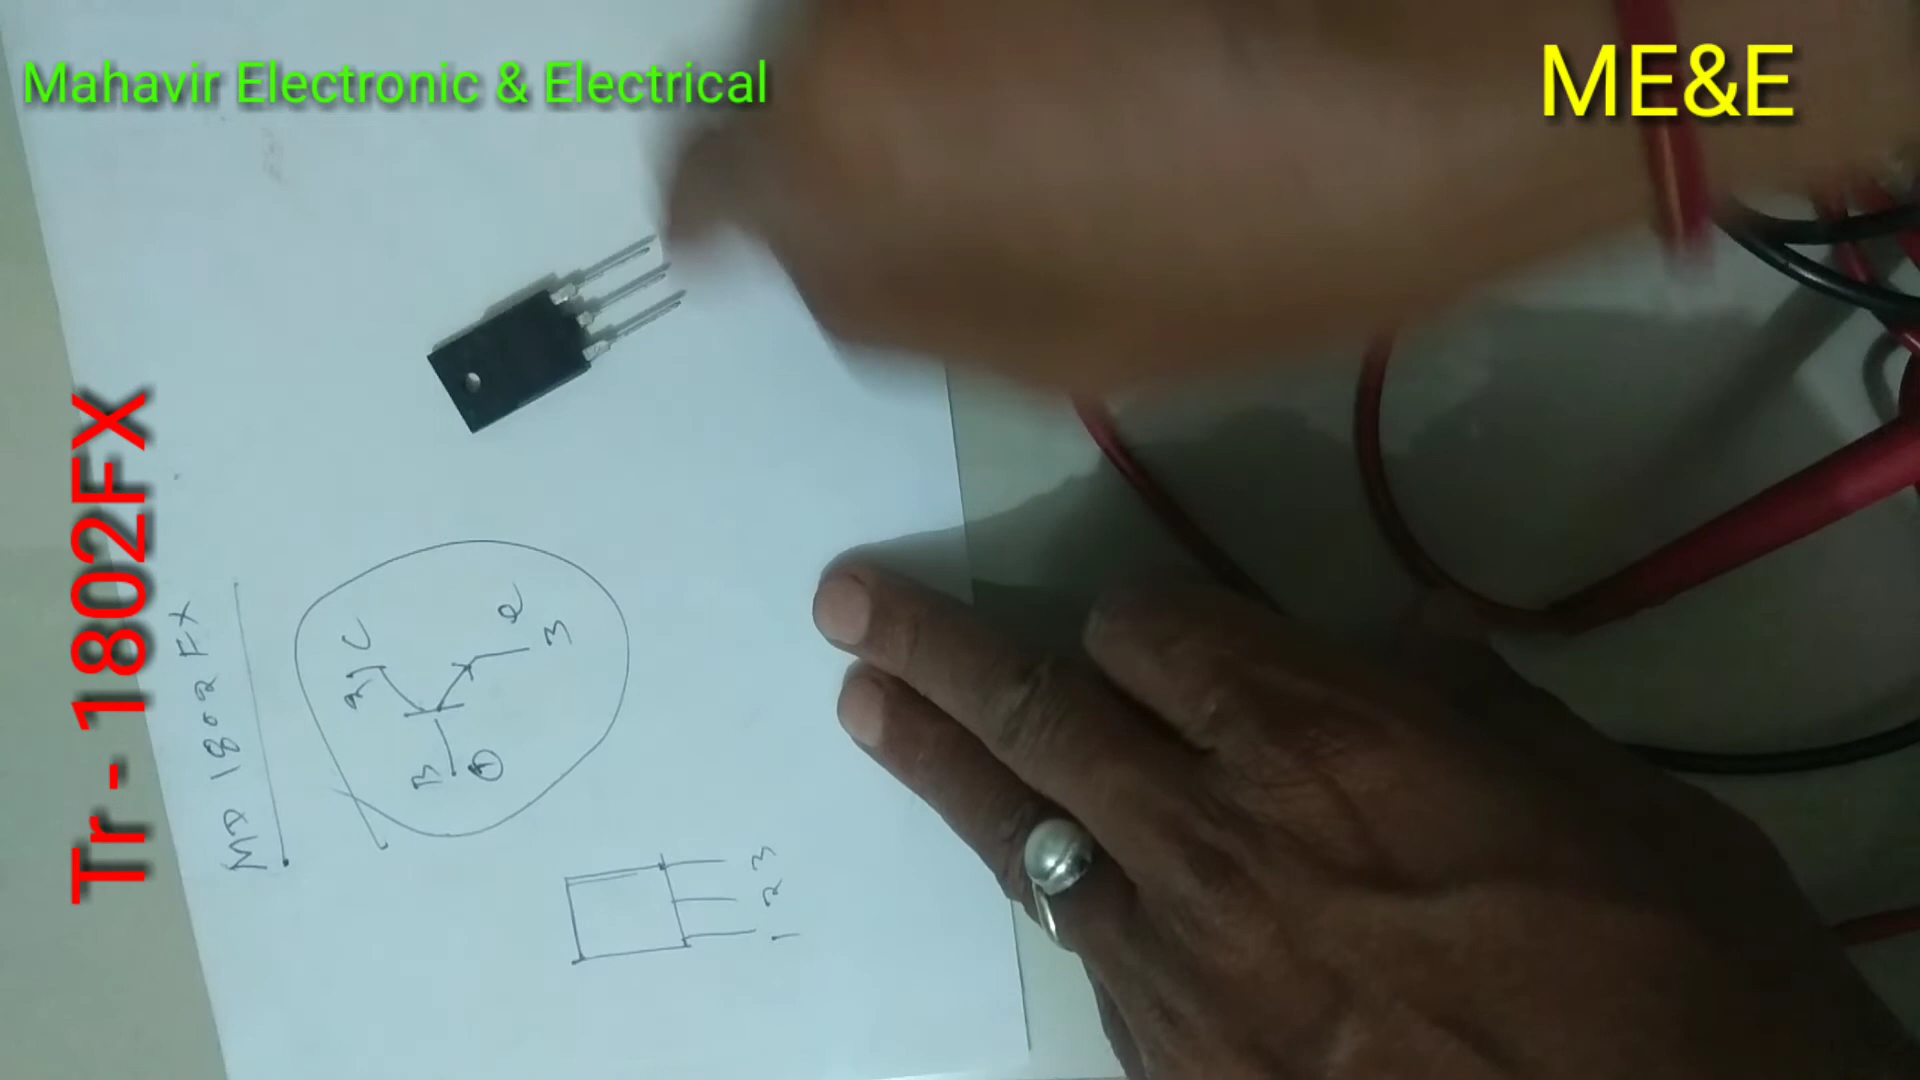 Mahavir Electronic & Electrical
ME&E
Tr - 1802FX
MD 1802 FX
2) C
e
3
B
1
1 2 3